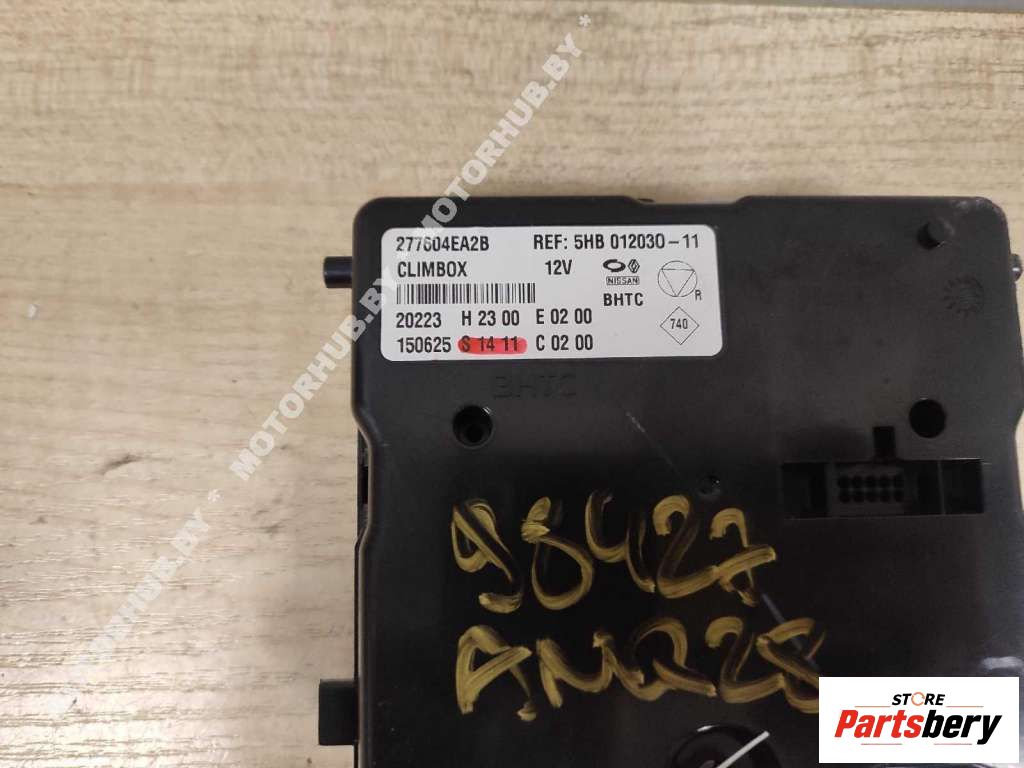 * MOTORHUB.BY * MOTORHUB.BY * MOTORHUB.BY *
277604EA2B REF: 5HB 012030-11
CLIMBOX 12V
NISSAN
BHTC R
20223 H 23 00 E 02 00 740
150625 S 14 11 C 02 00
BHTC
98427
STORE
Partsbery